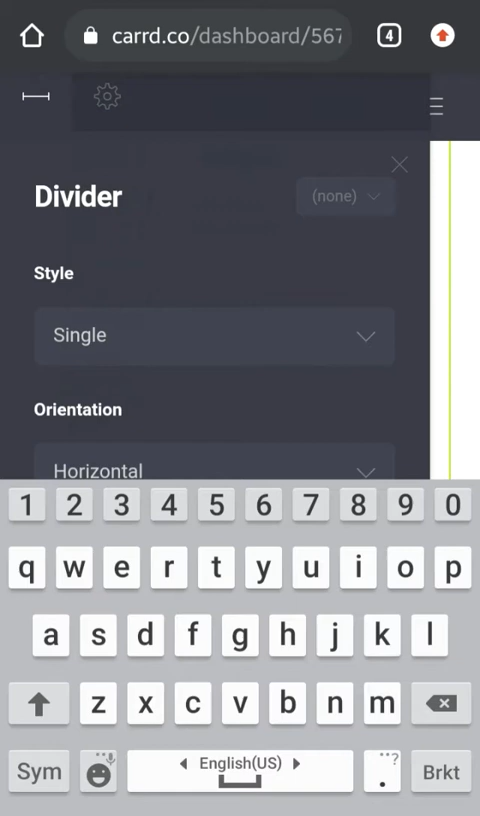 carrd.co/dashboard/567
4
Divider
(none)
Style
Single
Orientation
Horizontal
1 2 3 4 5 6 7 8 9 0
q w e r t y u i o p
a s d f g h j k l
z x c v b n m
Sym
English(US)
..?
.
Brkt